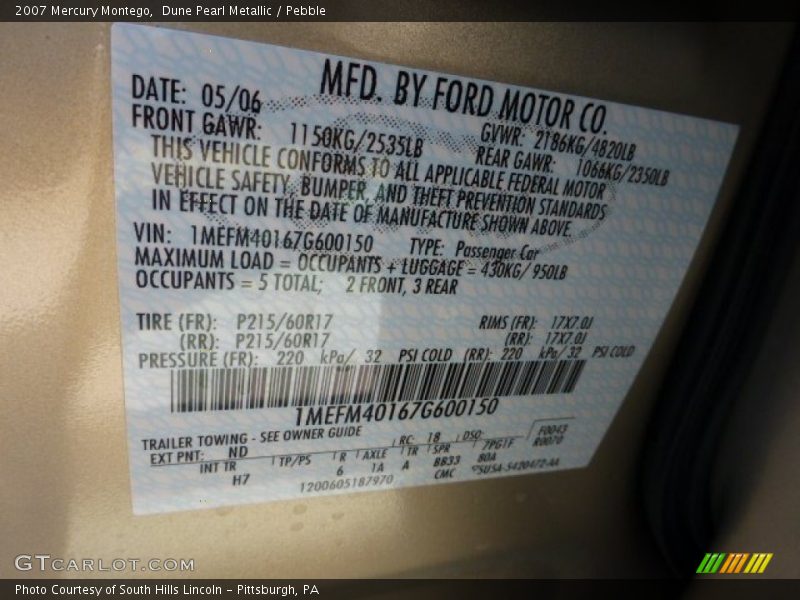 2007 Mercury Montego, Dune Pearl Metallic / Pebble
MFD. BY FORD MOTOR CO.
DATE: 05/06
GVWR: 2186KG/4820LB
FRONT GAWR: 1150KG/2535LB
REAR GAWR: 1066KG/2350LB
THIS VEHICLE CONFORMS TO ALL APPLICABLE FEDERAL MOTOR
VEHICLE SAFETY, BUMPER, AND THEFT PREVENTION STANDARDS
IN EFFECT ON THE DATE OF MANUFACTURE SHOWN ABOVE.
VIN: 1MEFM40167G600150 TYPE: Passenger Car
MAXIMUM LOAD = OCCUPANTS + LUGGAGE = 430KG/ 950LB
OCCUPANTS = 5 TOTAL; 2 FRONT, 3 REAR
TIRE (FR): P215/60R17 RIMS (FR): 17X7.0J
(RR): P215/60R17 (RR): 17X7.0J
PRESSURE (FR): 220 kPa/ 32 PSI COLD (RR): 220 kPa/ 32 PSI COLD
1MEFM40167G600150
TRAILER TOWING - SEE OWNER GUIDE
EXT PNT: ND RC: 18 DSO: F0043
R0070
INT TR TP/PS R AXLE TR SPR 7PGTF
H7 6 1A A BB33 80A
CMC
1200605187970
GTCARLOT.COM
Photo Courtesy of South Hills Lincoln - Pittsburgh, PA